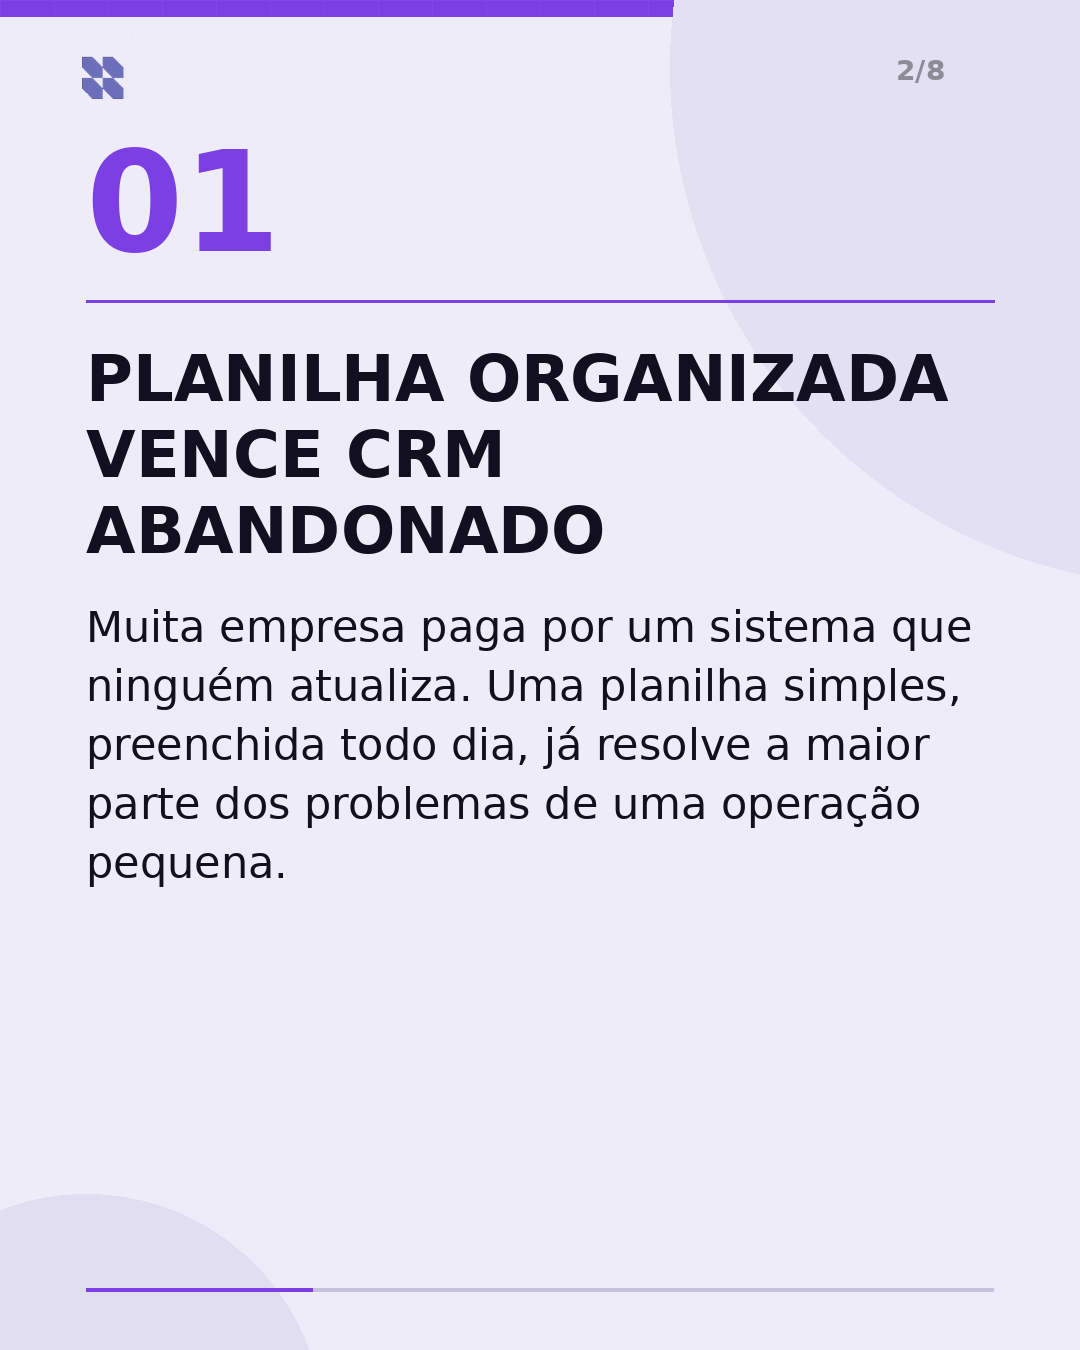 2/8
01
PLANILHA ORGANIZADA
VENCE CRM
ABANDONADO
Muita empresa paga por um sistema que
ninguém atualiza. Uma planilha simples,
preenchida todo dia, já resolve a maior
parte dos problemas de uma operação
pequena.